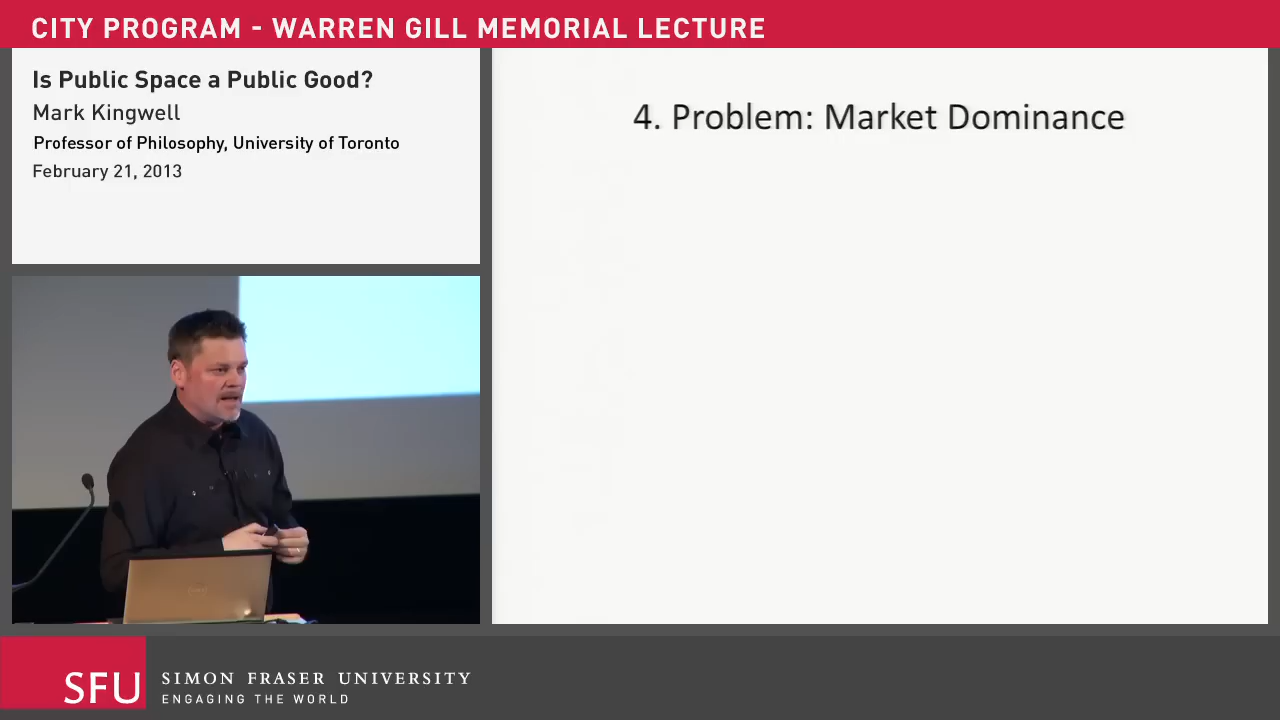 CITY PROGRAM - WARREN GILL MEMORIAL LECTURE
Is Public Space a Public Good?
Mark Kingwell
Professor of Philosophy, University of Toronto
February 21, 2013
4. Problem: Market Dominance
SFU
SIMON FRASER UNIVERSITY
ENGAGING THE WORLD